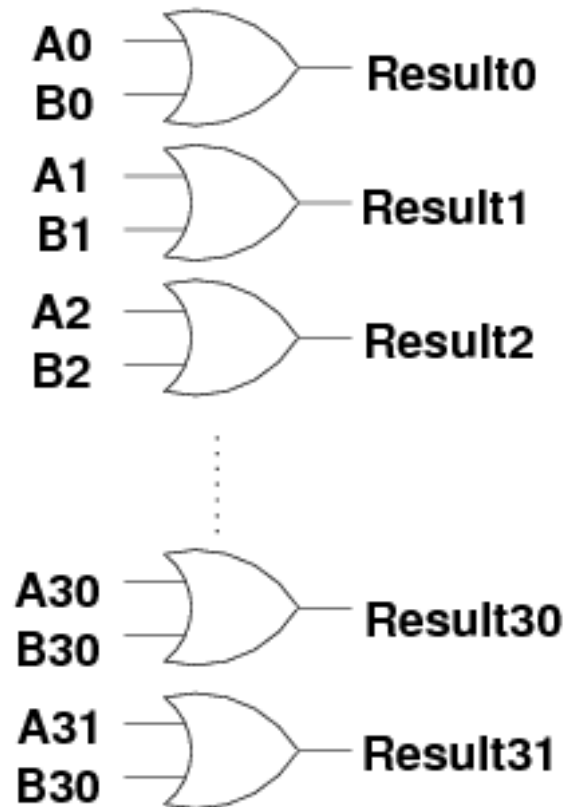 A0
B0
Result0
A1
B1
Result1
A2
B2
Result2
A30
B30
Result30
A31
B30
Result31